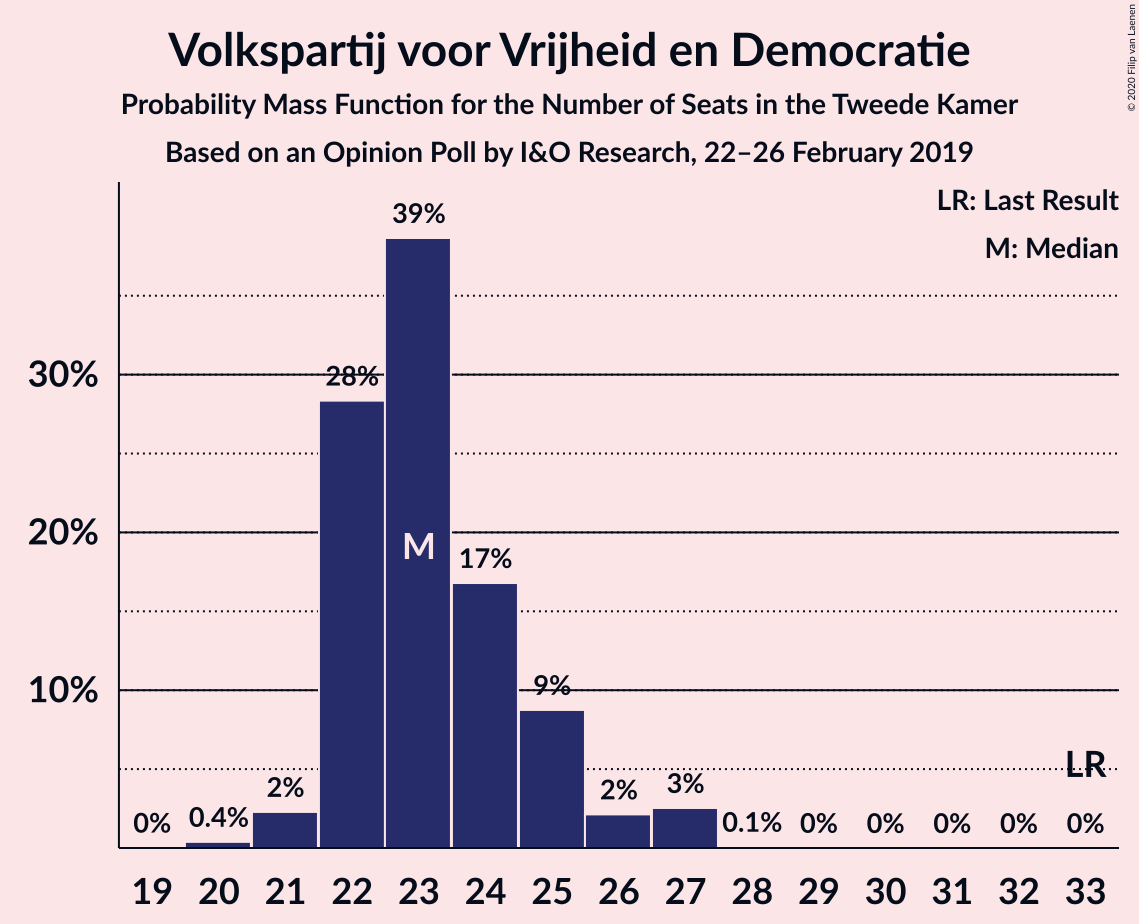 Volkspartij voor Vrijheid en Democratie
Probability Mass Function for the Number of Seats in the Tweede Kamer
Based on an Opinion Poll by I&O Research, 22–26 February 2019
© 2020 Filip van Laenen
LR: Last Result
M: Median
39%
30%
28%
20%
M
17%
10%
9%
LR
2%
2%
3%
0%
0.4%
0.1%
0%
0%
0%
0%
0%
19 20 21 22 23 24 25 26 27 28 29 30 31 32 33